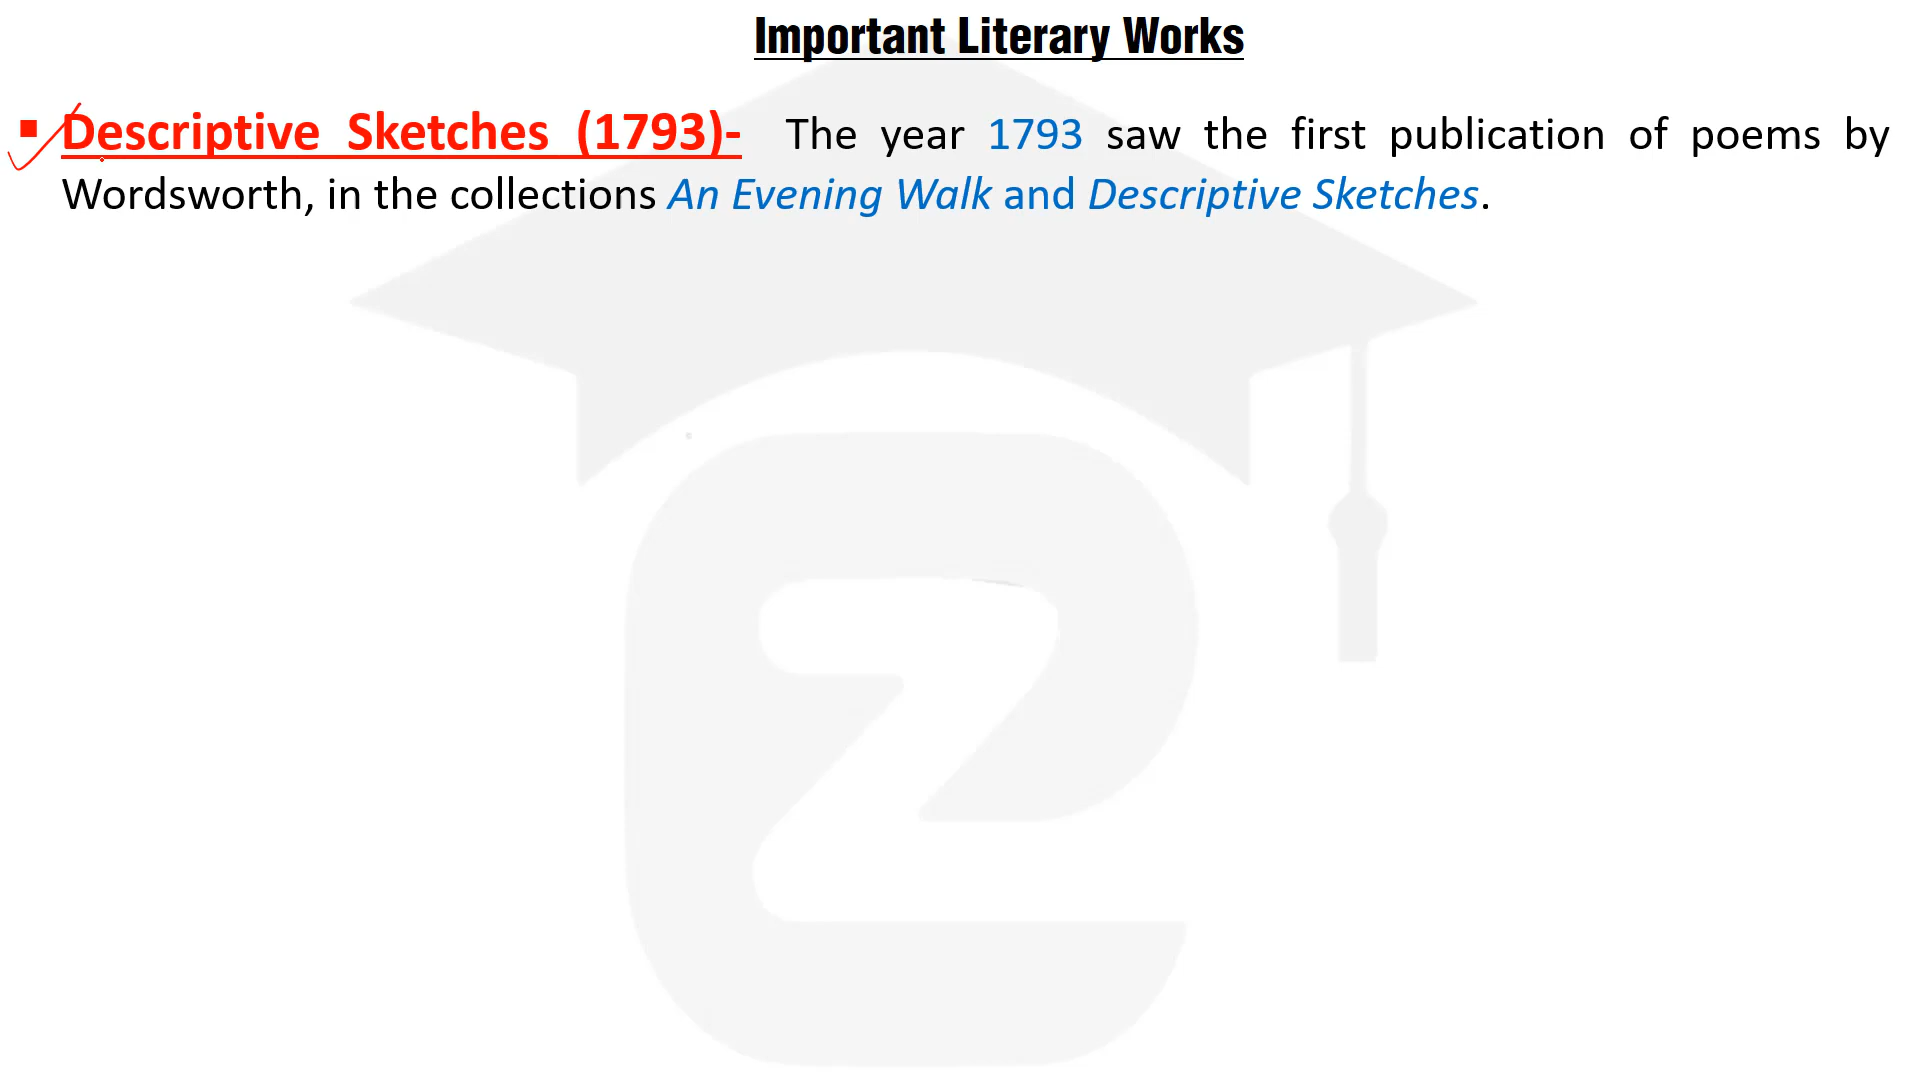 Important Literary Works
▪ Descriptive Sketches (1793)- The year 1793 saw the first publication of poems by
Wordsworth, in the collections An Evening Walk and Descriptive Sketches.